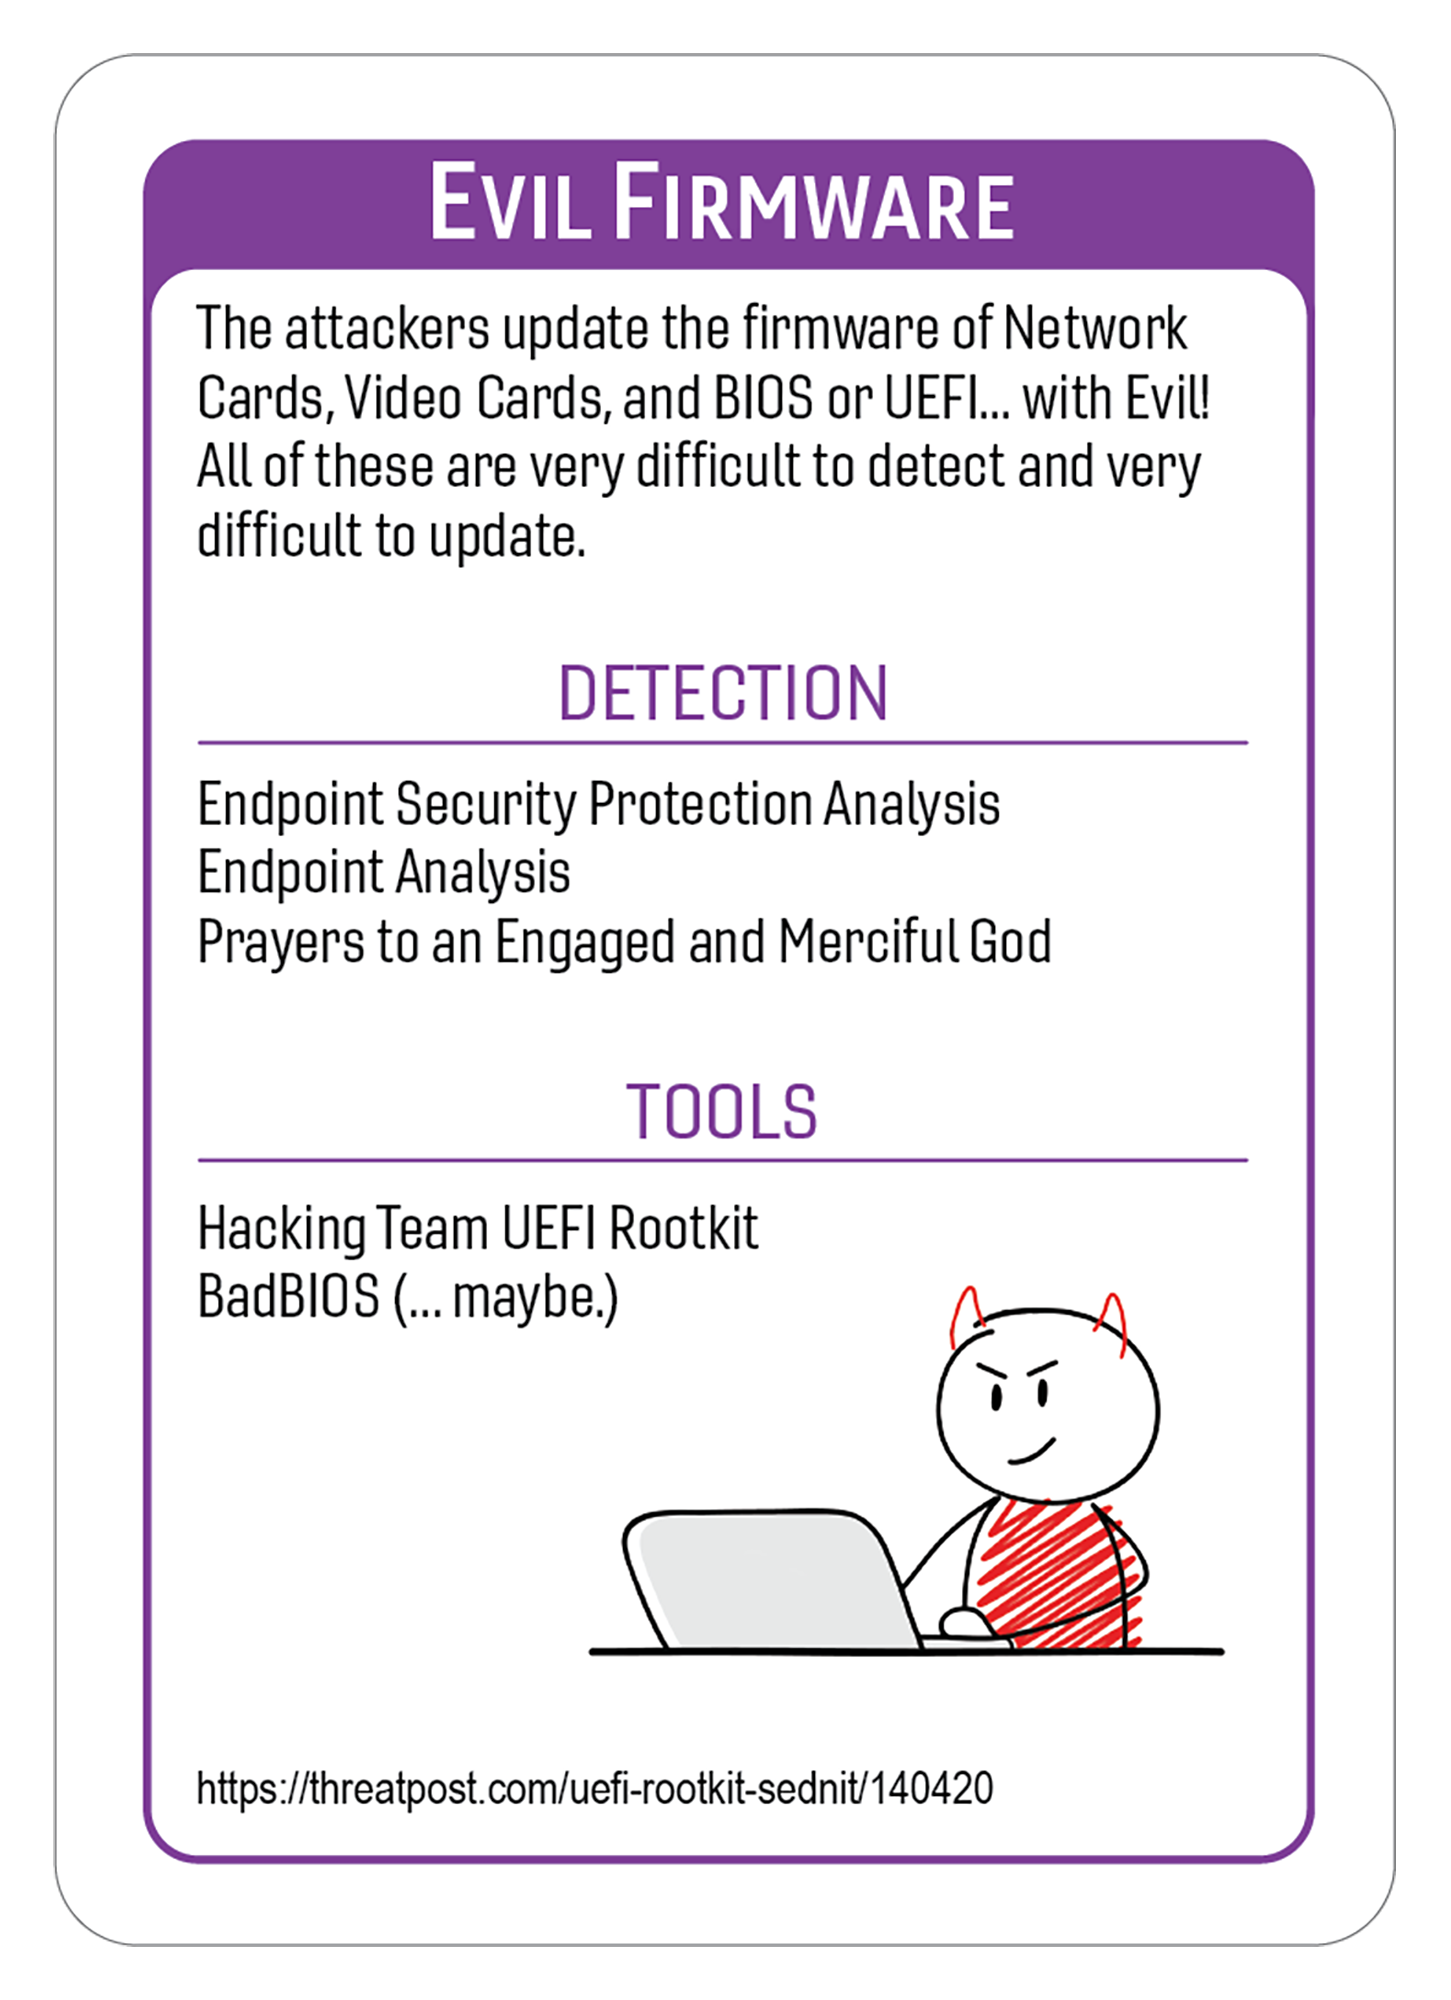 EVIL FIRMWARE
The attackers update the firmware of Network
Cards, Video Cards, and BIOS or UEFI... with Evil!
All of these are very difficult to detect and very
difficult to update.
DETECTION
Endpoint Security Protection Analysis
Endpoint Analysis
Prayers to an Engaged and Merciful God
TOOLS
Hacking Team UEFI Rootkit
BadBIOS (... maybe.)
https://threatpost.com/uefi-rootkit-sednit/140420